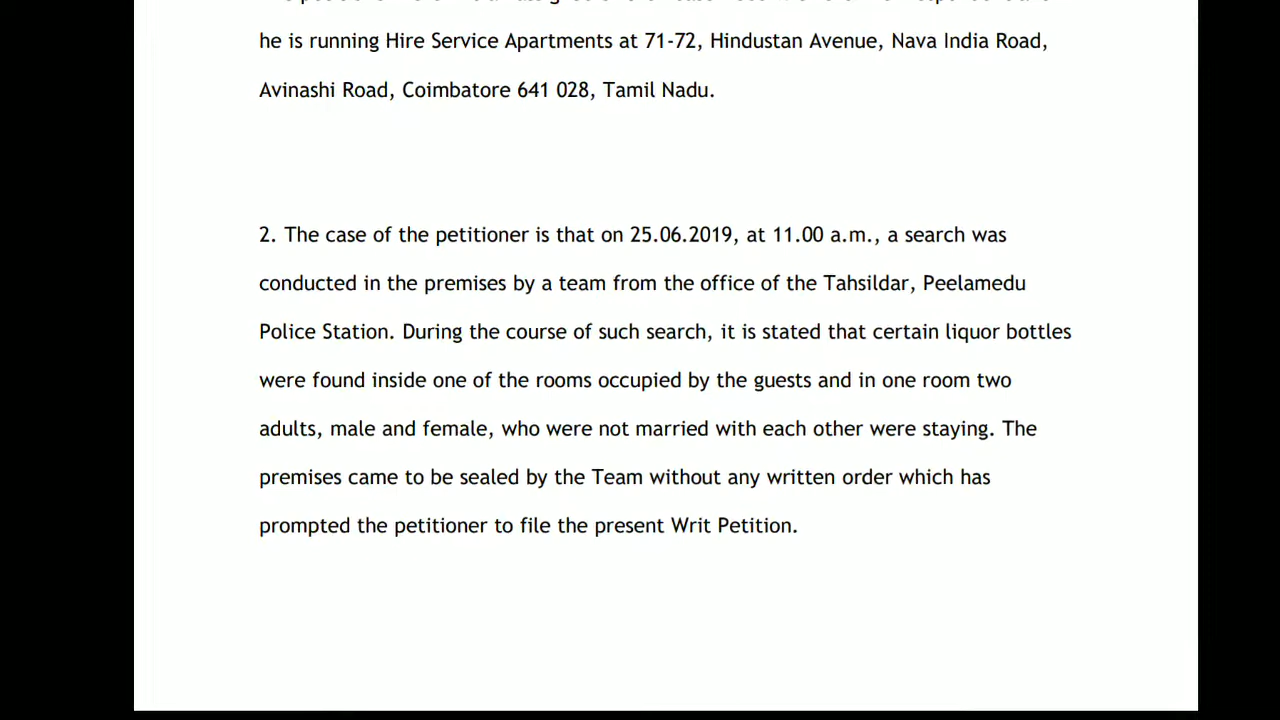 he is running Hire Service Apartments at 71-72, Hindustan Avenue, Nava India Road,
Avinashi Road, Coimbatore 641 028, Tamil Nadu.
2. The case of the petitioner is that on 25.06.2019, at 11.00 a.m., a search was
conducted in the premises by a team from the office of the Tahsildar, Peelamedu
Police Station. During the course of such search, it is stated that certain liquor bottles
were found inside one of the rooms occupied by the guests and in one room two
adults, male and female, who were not married with each other were staying. The
premises came to be sealed by the Team without any written order which has
prompted the petitioner to file the present Writ Petition.